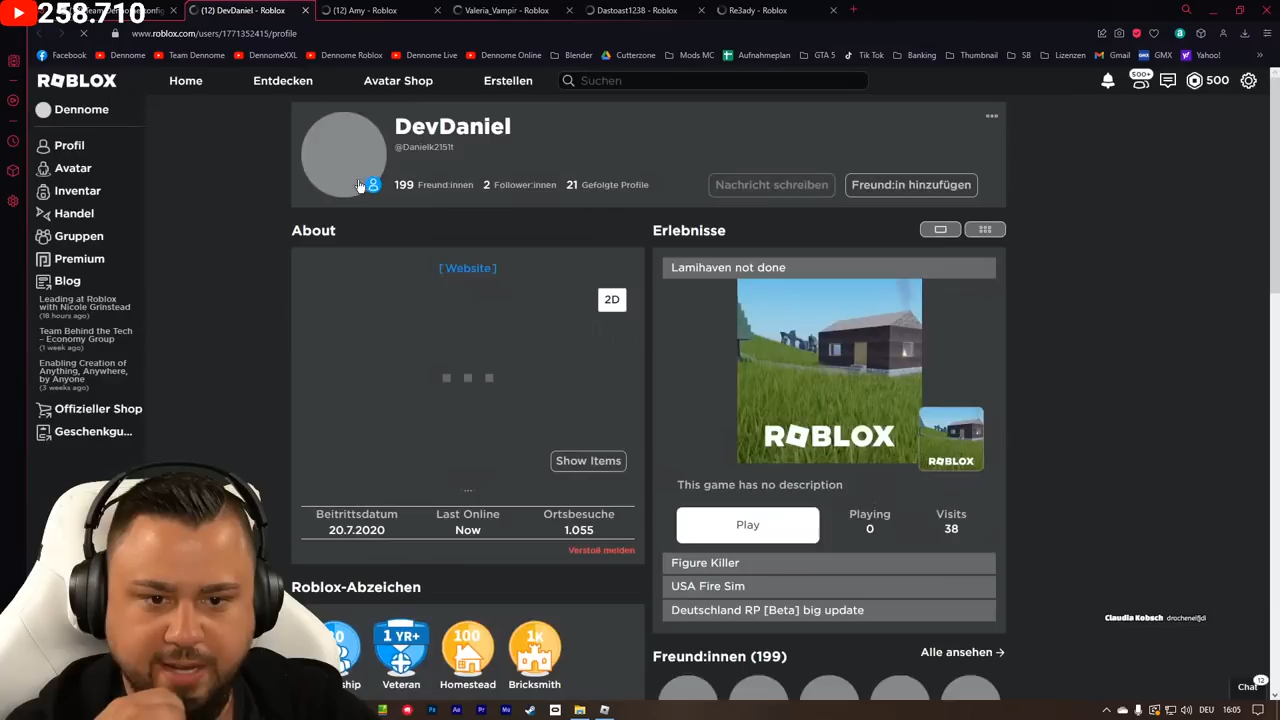 258.710
(12) DevDaniel - Roblox
(12) Amy - Roblox
Valeria_Vampir - Roblox
Dastoast1238 - Roblox
www.roblox.com/users/1771352415/profile
Facebook
Dennome
Team Dennome
DennomeXXL
Dennome Roblox
Dennome Live
Dennome Online
Blender
Cutterzone
Mods MC
Aufnahmeplan
GTA 5
Tik Tok
Banking
Thumbnail
SB
Lizenzen
Gmail
GMX
Yahoo!
ROBLOX
Home
Entdecken
Avatar Shop
Erstellen
Suchen
500+
500
Dennome
Profil
Avatar
Inventar
Handel
Gruppen
Premium
Blog
Leading at Roblox
with Nicole Grinstead
(18 hours ago)
Team Behind the Tech
– Economy Group
(1 week ago)
Enabling Creation of
Anything, Anywhere,
by Anyone
(3 weeks ago)
Offizieller Shop
Geschenkgu...
DevDaniel
@Danielk2151t
199 Freund:innen
2 Follower:innen
21 Gefolgte Profile
Nachricht schreiben
Freund:in hinzufügen
About
[Website]
2D
Show Items
...
Beitrittsdatum
20.7.2020
Last Online
Now
Ortsbesuche
1.055
Verstoß melden
Roblox-Abzeichen
Veteran
1 YR+
100
Homestead
1K
Bricksmith
Erlebnisse
Lamihaven not done
ROBLOX
ROBLOX
This game has no description
Play
Playing
0
Visits
38
Figure Killer
USA Fire Sim
Deutschland RP [Beta] big update
Freund:innen (199)
Alle ansehen
Claudia Kobsch
Chat
12
DEU
16:05